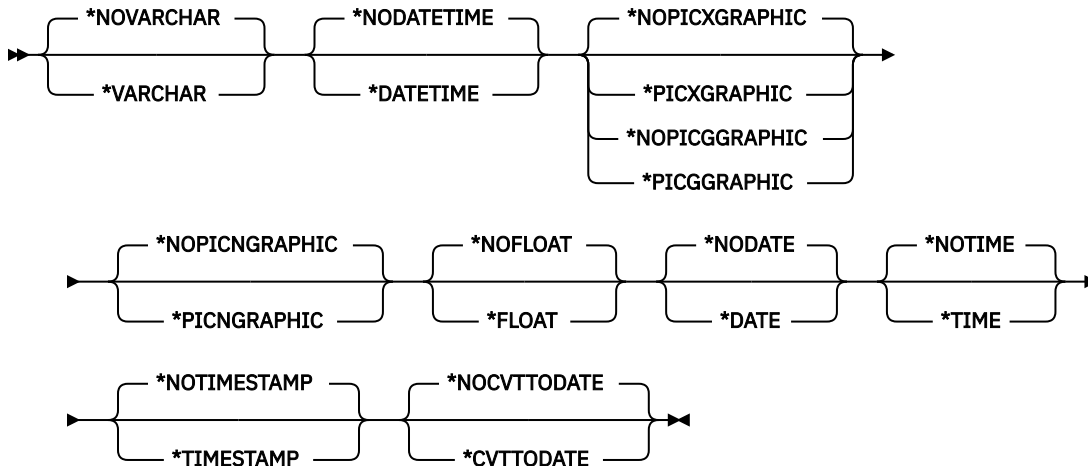 *NOVARCHAR *NODATETIME *NOPICXGRAPHIC
*VARCHAR *DATETIME *PICXGRAPHIC
*NOPICGGRAPHIC
*PICGGRAPHIC
*NOPICNGRAPHIC *NOFLOAT *NODATE *NOTIME
*PICNGRAPHIC *FLOAT *DATE *TIME
*NOTIMESTAMP *NOCVTTODATE
*TIMESTAMP *CVTTODATE